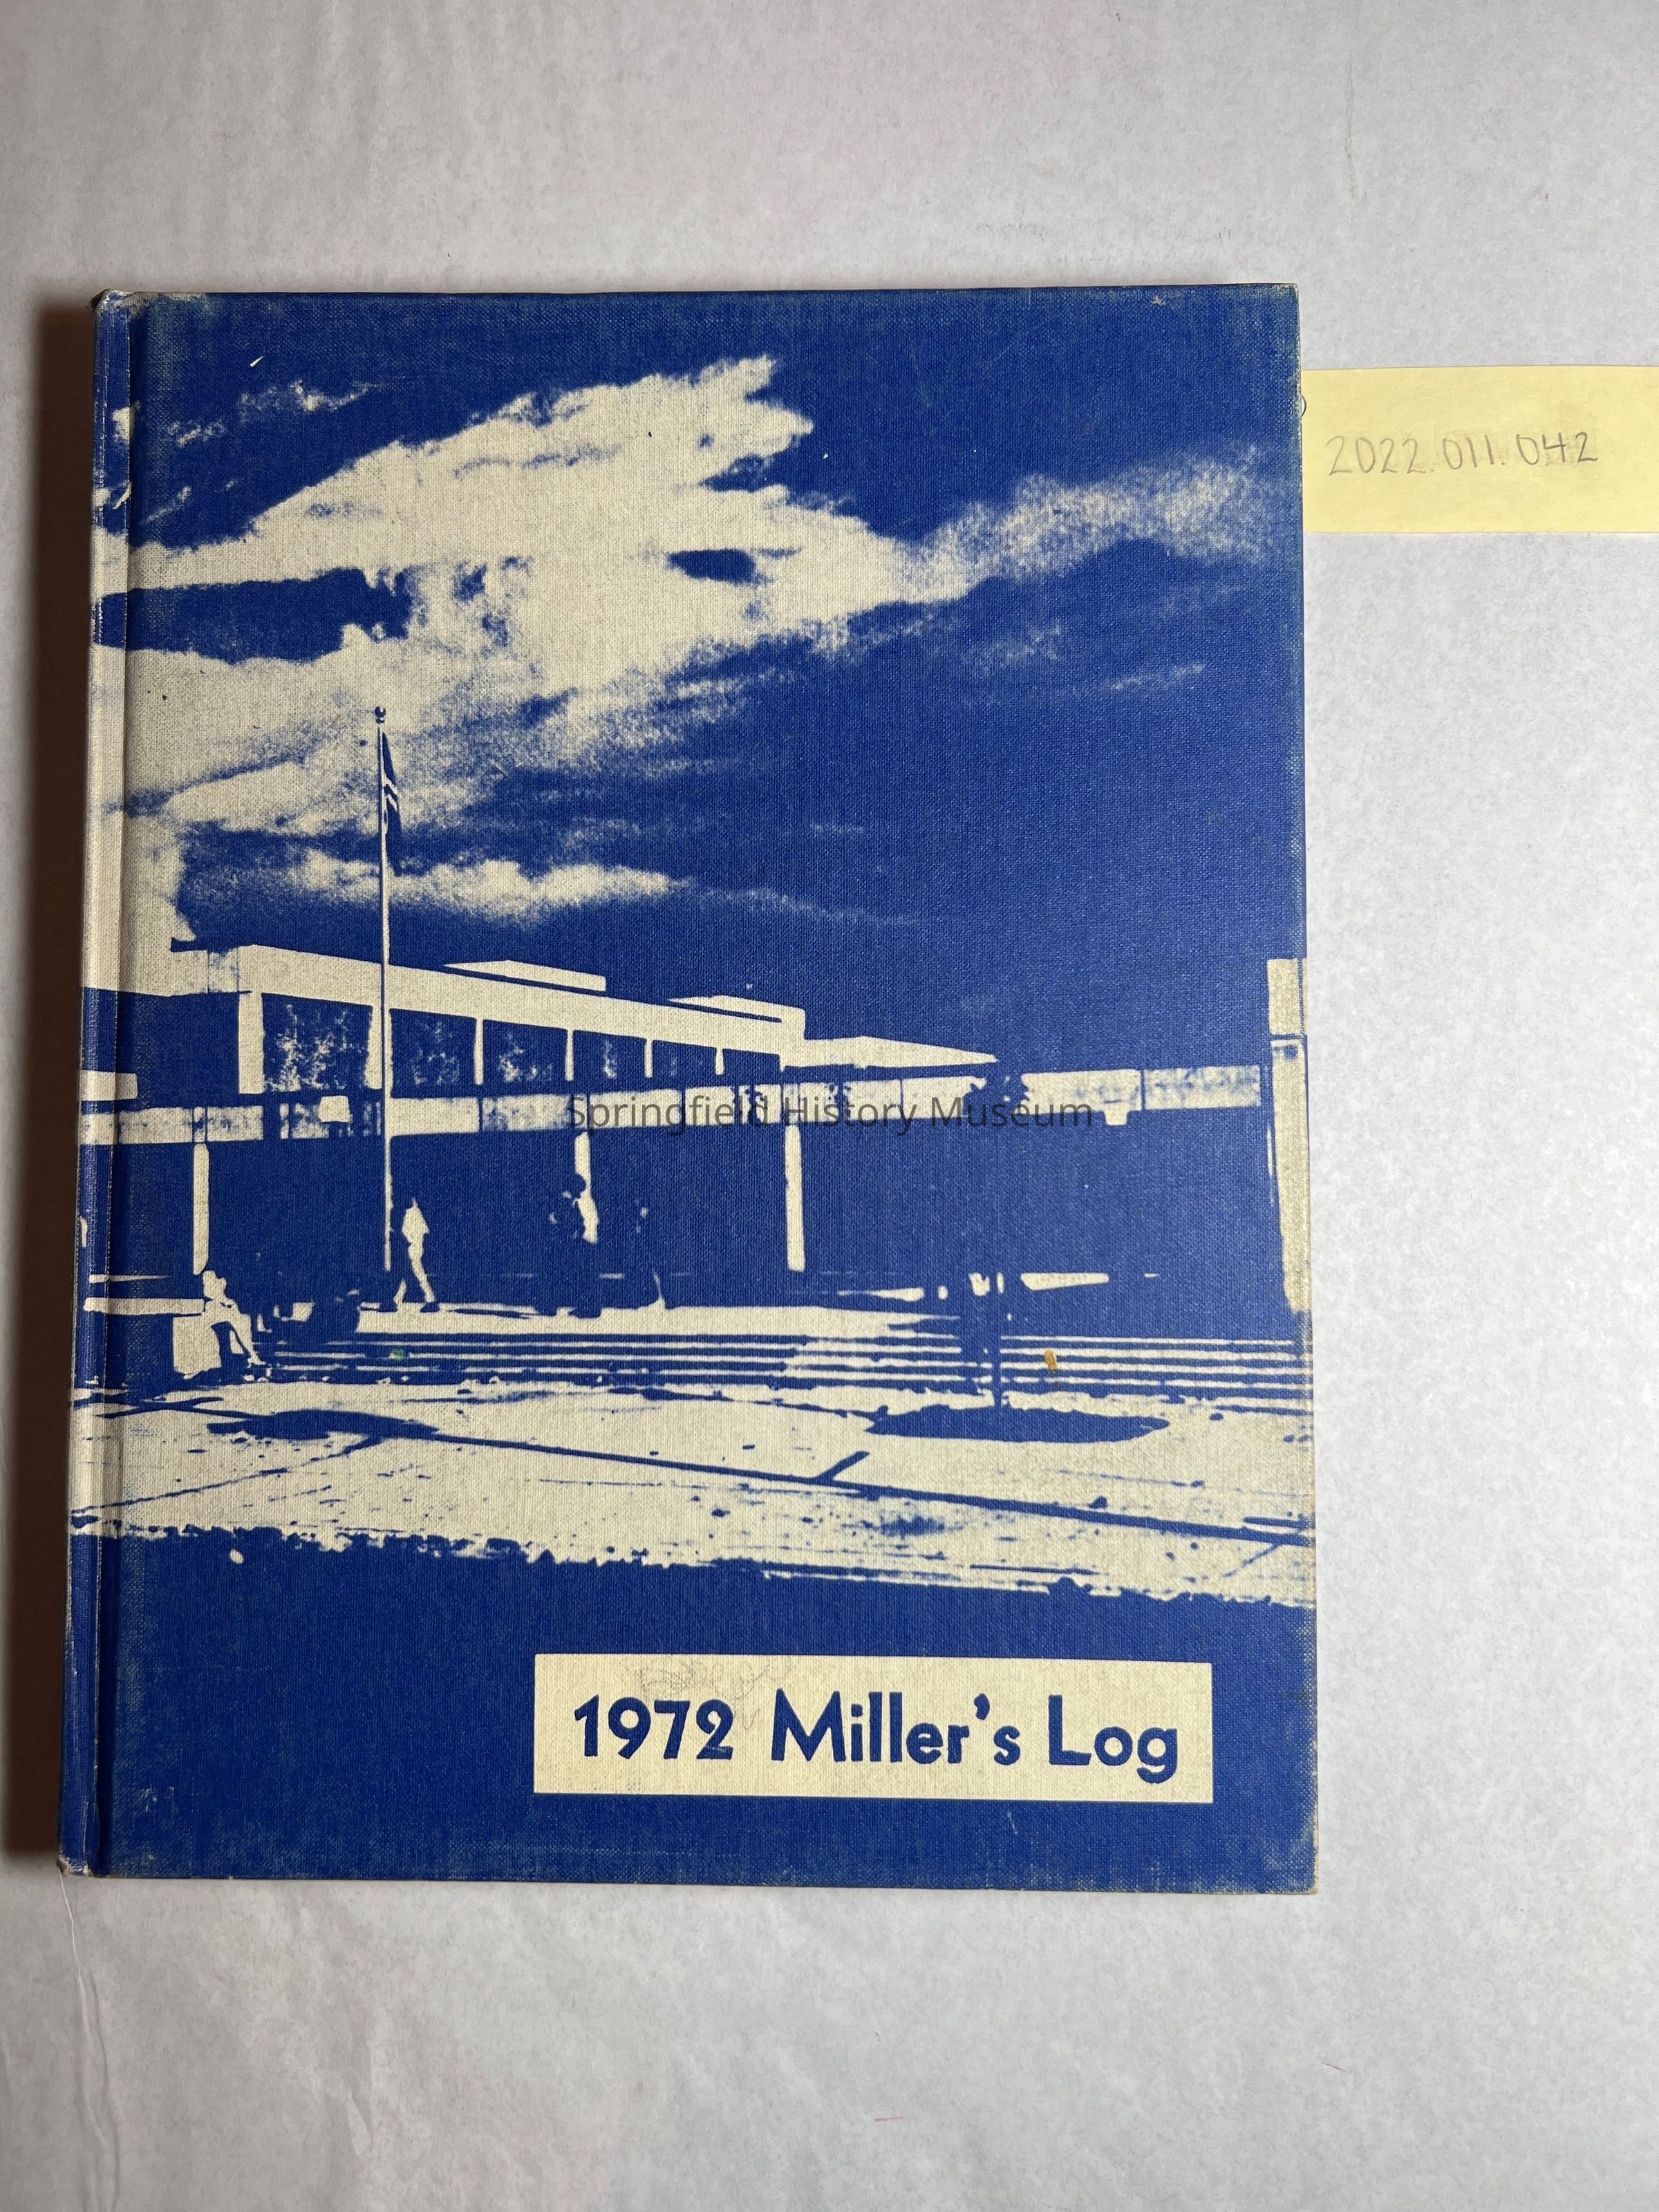 2022.011.042
Springfield History Museum
1972 Miller's Log